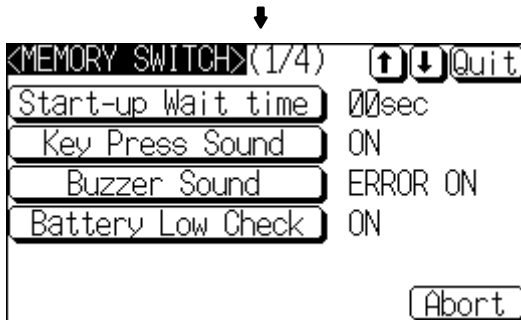 <MEMORY SWITCH>(1/4) ↑ ↓ Quit
Start-up Wait time 00sec
Key Press Sound ON
Buzzer Sound ERROR ON
Battery Low Check ON
Abort